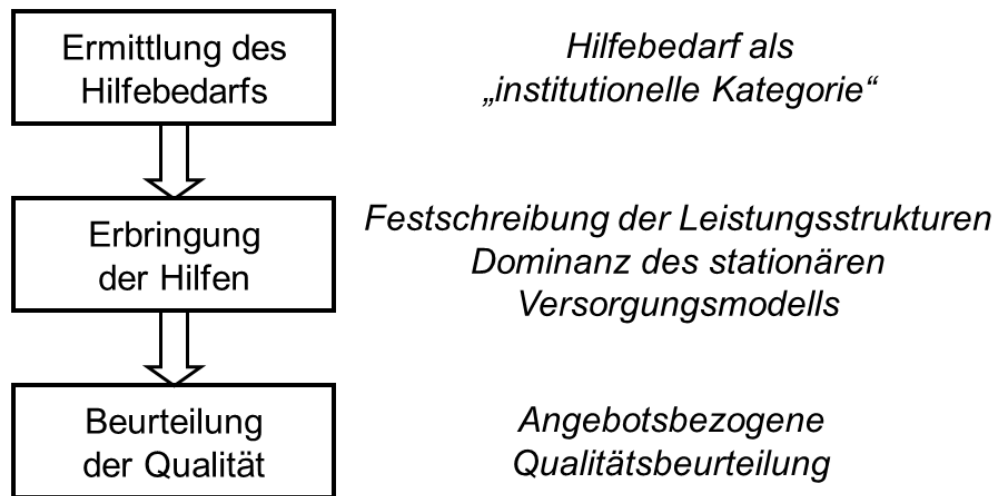 Ermittlung des
Hilfebedarfs
Hilfebedarf als
„institutionelle Kategorie“
Erbringung
der Hilfen
Festschreibung der Leistungsstrukturen
Dominanz des stationären
Versorgungsmodells
Beurteilung
der Qualität
Angebotsbezogene
Qualitätsbeurteilung